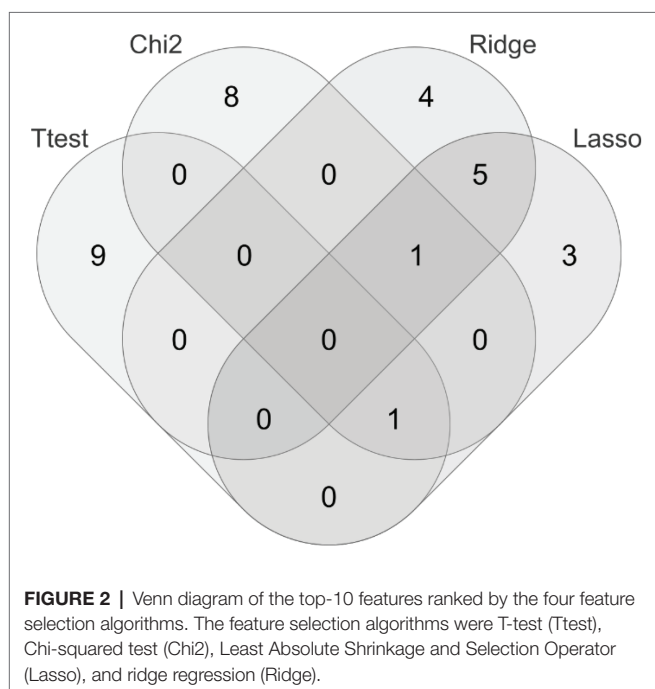 Chi2
Ridge
8
4
Ttest
Lasso
0
0
5
9
0
1
3
0
0
0
0
1
0
FIGURE 2 | Venn diagram of the top-10 features ranked by the four feature
selection algorithms. The feature selection algorithms were T-test (Ttest),
Chi-squared test (Chi2), Least Absolute Shrinkage and Selection Operator
(Lasso), and ridge regression (Ridge).